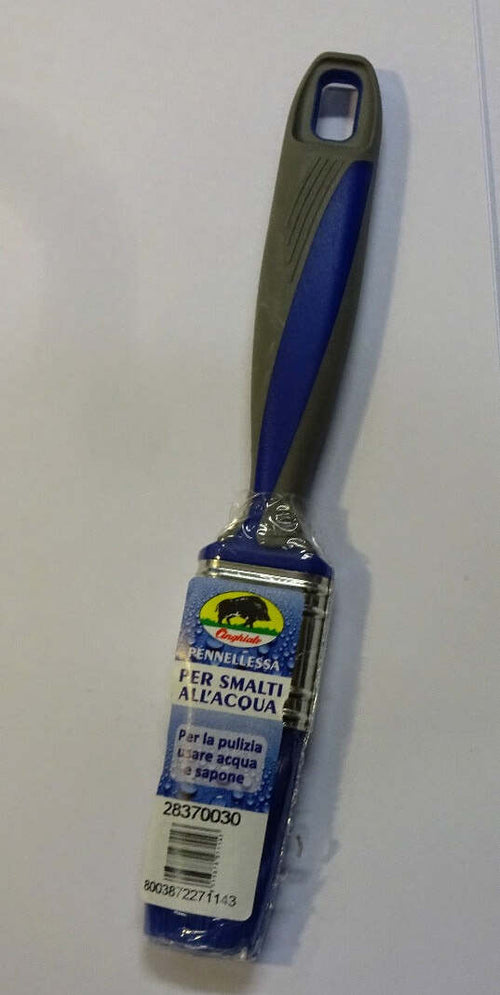 Cinghiale
PENNELLESSA
PER SMALTI
ALL'ACQUA
Per la pulizia
usare acqua
e sapone
28370030
8003872271143